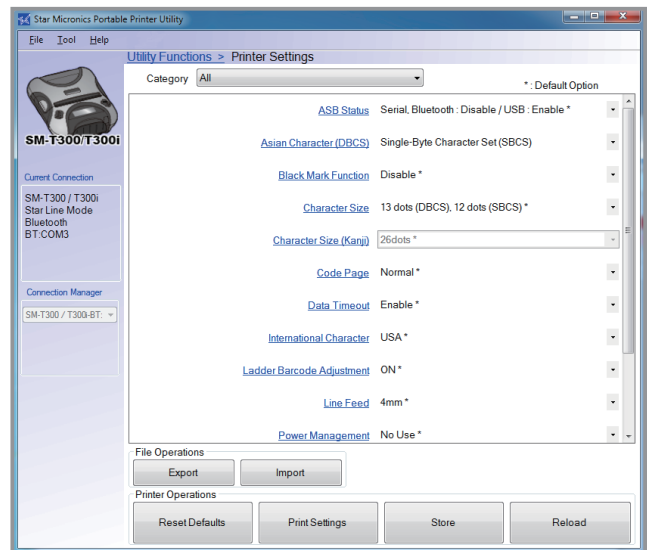 Star Micronics Portable Printer Utility
File Tool Help
Utility Functions > Printer Settings
Category All
* : Default Option
SM-T300/T300i
Current Connection
SM-T300 / T300i
Star Line Mode
Bluetooth
BT:COM3
Connection Manager
SM-T300 / T300i-BT:
ASB Status Serial, Bluetooth : Disable / USB : Enable *
Asian Character (DBCS) Single-Byte Character Set (SBCS)
Black Mark Function Disable *
Character Size 13 dots (DBCS), 12 dots (SBCS) *
Character Size (Kanji) 26dots *
Code Page Normal *
Data Timeout Enable *
International Character USA *
Ladder Barcode Adjustment ON *
Line Feed 4mm *
Power Management No Use *
File Operations
Export Import
Printer Operations
Reset Defaults Print Settings Store Reload